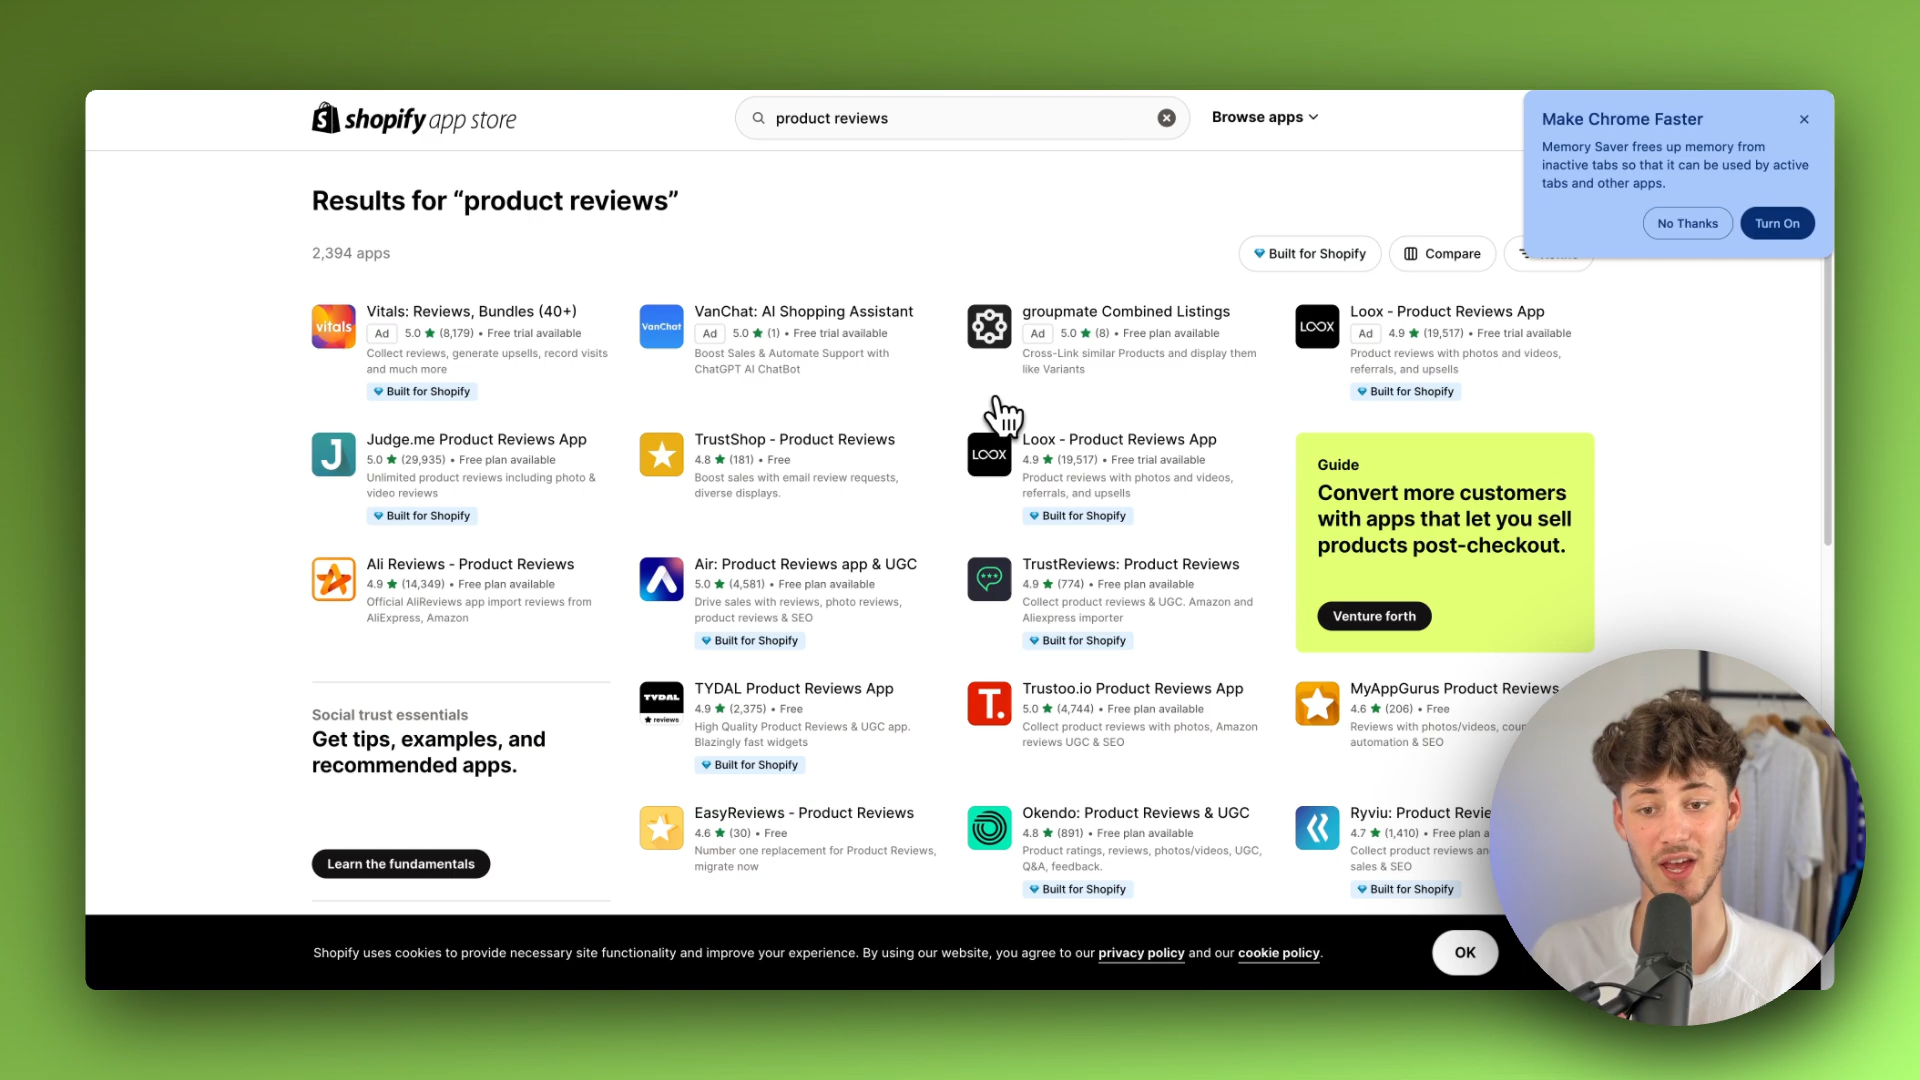 shopify app store
product reviews
Browse apps
Make Chrome Faster
Memory Saver frees up memory from
inactive tabs so that it can be used by active
tabs and other apps.
No Thanks
Turn On
Results for “product reviews”
2,394 apps
Built for Shopify
Compare
vitals
Vitals: Reviews, Bundles (40+)
Ad 5.0 ★ (8,179) • Free trial available
Collect reviews, generate upsells, record visits
and much more
Built for Shopify
VanChat
VanChat: AI Shopping Assistant
Ad 5.0 ★ (1) • Free trial available
Boost Sales & Automate Support with
ChatGPT AI ChatBot
groupmate Combined Listings
Ad 5.0 ★ (8) • Free plan available
Cross-Link similar Products and display them
like Variants
LOOX
Loox - Product Reviews App
Ad 4.9 ★ (19,517) • Free trial available
Product reviews with photos and videos,
referrals, and upsells
Built for Shopify
J
Judge.me Product Reviews App
5.0 ★ (29,935) • Free plan available
Unlimited product reviews including photo &
video reviews
Built for Shopify
TrustShop - Product Reviews
4.8 ★ (181) • Free
Boost sales with email review requests,
diverse displays.
LOOX
Loox - Product Reviews App
4.9 ★ (19,517) • Free trial available
Product reviews with photos and videos,
referrals, and upsells
Built for Shopify
Guide
Convert more customers
with apps that let you sell
products post-checkout.
Venture forth
Ali Reviews - Product Reviews
4.9 ★ (14,349) • Free plan available
Official AliReviews app import reviews from
AliExpress, Amazon
Air: Product Reviews app & UGC
5.0 ★ (4,581) • Free plan available
Drive sales with reviews, photo reviews,
product reviews & SEO
Built for Shopify
TrustReviews: Product Reviews
4.9 ★ (774) • Free plan available
Collect product reviews & UGC. Amazon and
Aliexpress importer
Built for Shopify
Social trust essentials
Get tips, examples, and
recommended apps.
Learn the fundamentals
TYDAL
★ reviews
TYDAL Product Reviews App
4.9 ★ (2,375) • Free
High Quality Product Reviews & UGC app.
Blazingly fast widgets
Built for Shopify
T.
Trustoo.io Product Reviews App
5.0 ★ (4,744) • Free plan available
Collect product reviews with photos, Amazon
reviews UGC & SEO
MyAppGurus Product Reviews
4.6 ★ (206) • Free
Reviews with photos/videos,
automation & SEO
EasyReviews - Product Reviews
4.6 ★ (30) • Free
Number one replacement for Product Reviews,
migrate now
Okendo: Product Reviews & UGC
4.8 ★ (891) • Free plan available
Product ratings, reviews, photos/videos, UGC,
Q&A, feedback.
Built for Shopify
Ryviu: Product
4.7 ★ (1,410) • Free plan
Collect product reviews
sales & SEO
Built for Shopify
Shopify uses cookies to provide necessary site functionality and improve your experience. By using our website, you agree to our privacy policy and our cookie policy.
OK